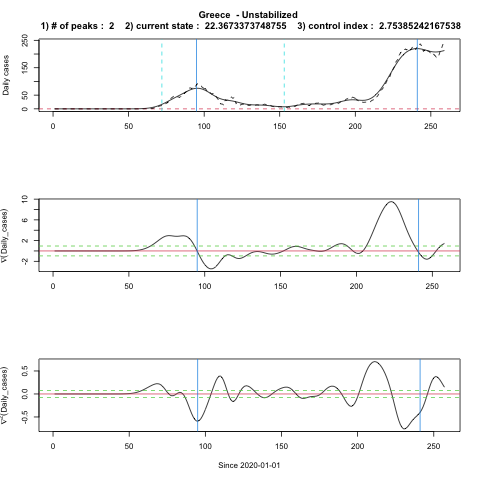 Greece - Unstabilized
1) # of peaks : 2 2) current state : 22.3673373748755 3) control index : 2.75385242167538
Daily cases
250
150
50
0
0 50 100 150 200 250
∇(Daily_cases)
10
6
2
-2
0 50 100 150 200 250
∇²(Daily_cases)
0.5
0.0
-0.5
0 50 100 150 200 250
Since 2020-01-01